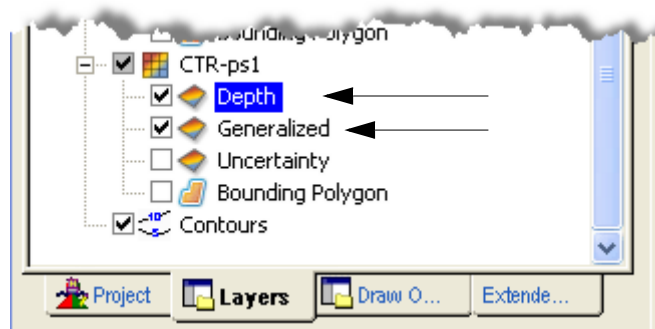 Bounding Polygon
CTR-ps1
Depth
Generalized
Uncertainty
Bounding Polygon
Contours
Project Layers Draw O... Extende...